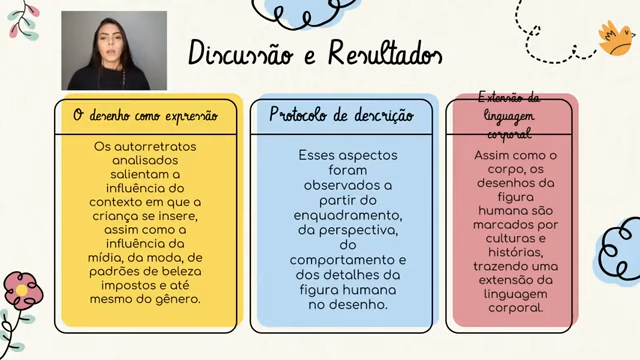 Discussão e Resultados
O desenho como expressão
Os autorretratos
analisados
salientam a
influência do
contexto em que a
criança se insere,
assim como a
influência da
mídia, da moda, de
padrões de beleza
impostos e até
mesmo do gênero.
Protocolo de descrição
Esses aspectos
foram
observados a
partir do
enquadramento,
da perspectiva,
do
comportamento e
dos detalhes da
figura humana
no desenho.
Extensão da
linguagem
corporal
Assim como o
corpo, os
desenhos da
figura
humana são
marcados por
culturas e
histórias,
trazendo uma
extensão da
linguagem
corporal.